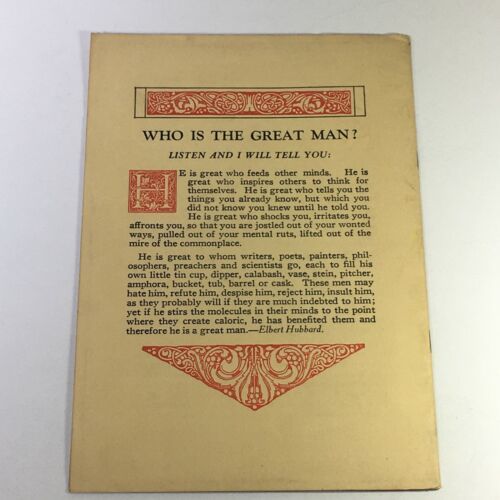 WHO IS THE GREAT MAN?
LISTEN AND I WILL TELL YOU:
HE is great who feeds other minds. He is
great who inspires others to think for
themselves. He is great who tells you the
things you already know, but which you
did not know you knew until he told you.
He is great who shocks you, irritates you,
affronts you, so that you are jostled out of your wonted
ways, pulled out of your mental ruts, lifted out of the
mire of the commonplace.
He is great to whom writers, poets, painters, phil-
osophers, preachers and scientists go, each to fill his
own little tin cup, dipper, calabash, vase, stein, pitcher,
amphora, bucket, tub, barrel or cask. These men may
hate him, refute him, despise him, reject him, insult him,
as they probably will if they are much indebted to him;
yet if he stirs the molecules in their minds to the point
where they create caloric, he has benefited them and
therefore he is a great man.—Elbert Hubbard.